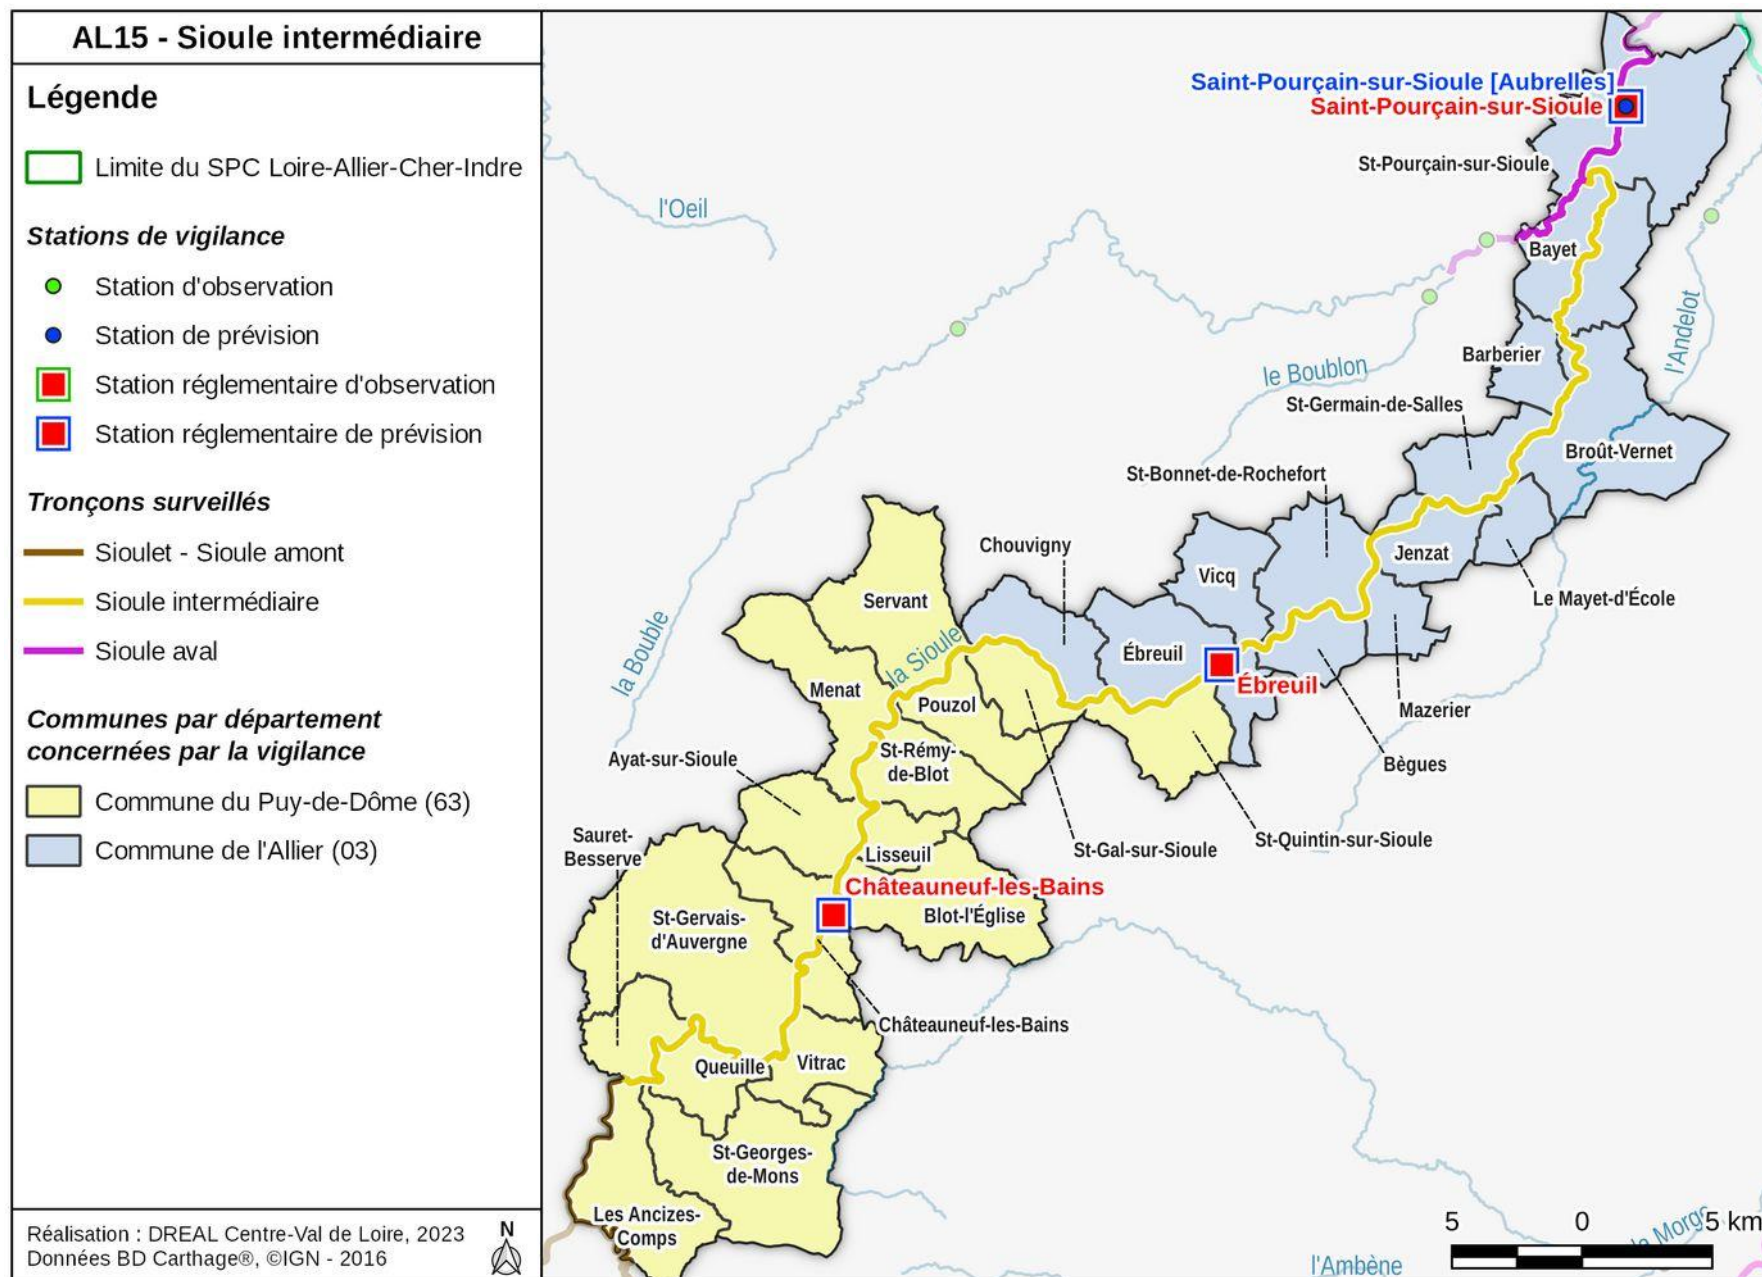 AL15 - Sioule intermédiaire
Légende
Limite du SPC Loire-Allier-Cher-Indre
Stations de vigilance
Station d'observation
Station de prévision
Station réglementaire d'observation
Station réglementaire de prévision
Tronçons surveillés
Sioulet - Sioule amont
Sioule intermédiaire
Sioule aval
Communes par département
concernées par la vigilance
Commune du Puy-de-Dôme (63)
Commune de l'Allier (03)
Réalisation : DREAL Centre-Val de Loire, 2023
Données BD Carthage®, ©IGN - 2016
N
Saint-Pourçain-sur-Sioule [Aubrelles]
Saint-Pourçain-sur-Sioule
St-Pourçain-sur-Sioule
l'Oeil
Bayet
l'Andelot
Barberier
le Boublon
St-Germain-de-Salles
Broût-Vernet
St-Bonnet-de-Rochefort
Chouvigny
Jenzat
Vicq
Le Mayet-d'École
Servant
la Bouble
la Sioule
Ébreuil
Ébreuil
Menat
Pouzol
Mazerier
St-Rémy-
de-Blot
Ayat-sur-Sioule
Bègues
Sauret-
Besserve
St-Quintin-sur-Sioule
St-Gal-sur-Sioule
Lisseuil
Châteauneuf-les-Bains
Blot-l'Église
St-Gervais-
d'Auvergne
Châteauneuf-les-Bains
Queuille
Vitrac
St-Georges-
de-Mons
Les Ancizes-
Comps
5 0 5 km
la Morge
l'Ambène